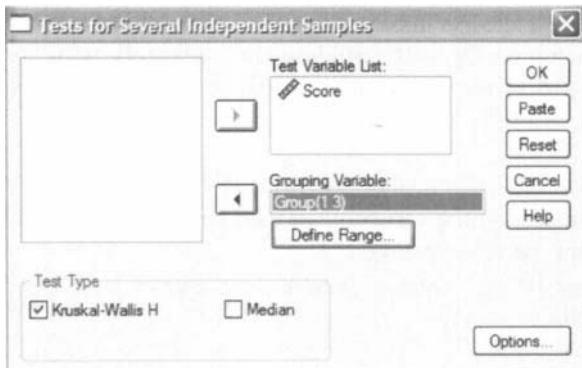 Tests for Several Independent Samples
Test Variable List:
Score
Grouping Variable:
Group(1 3)
Define Range...
OK
Paste
Reset
Cancel
Help
Test Type
Kruskal-Wallis H
Median
Options...